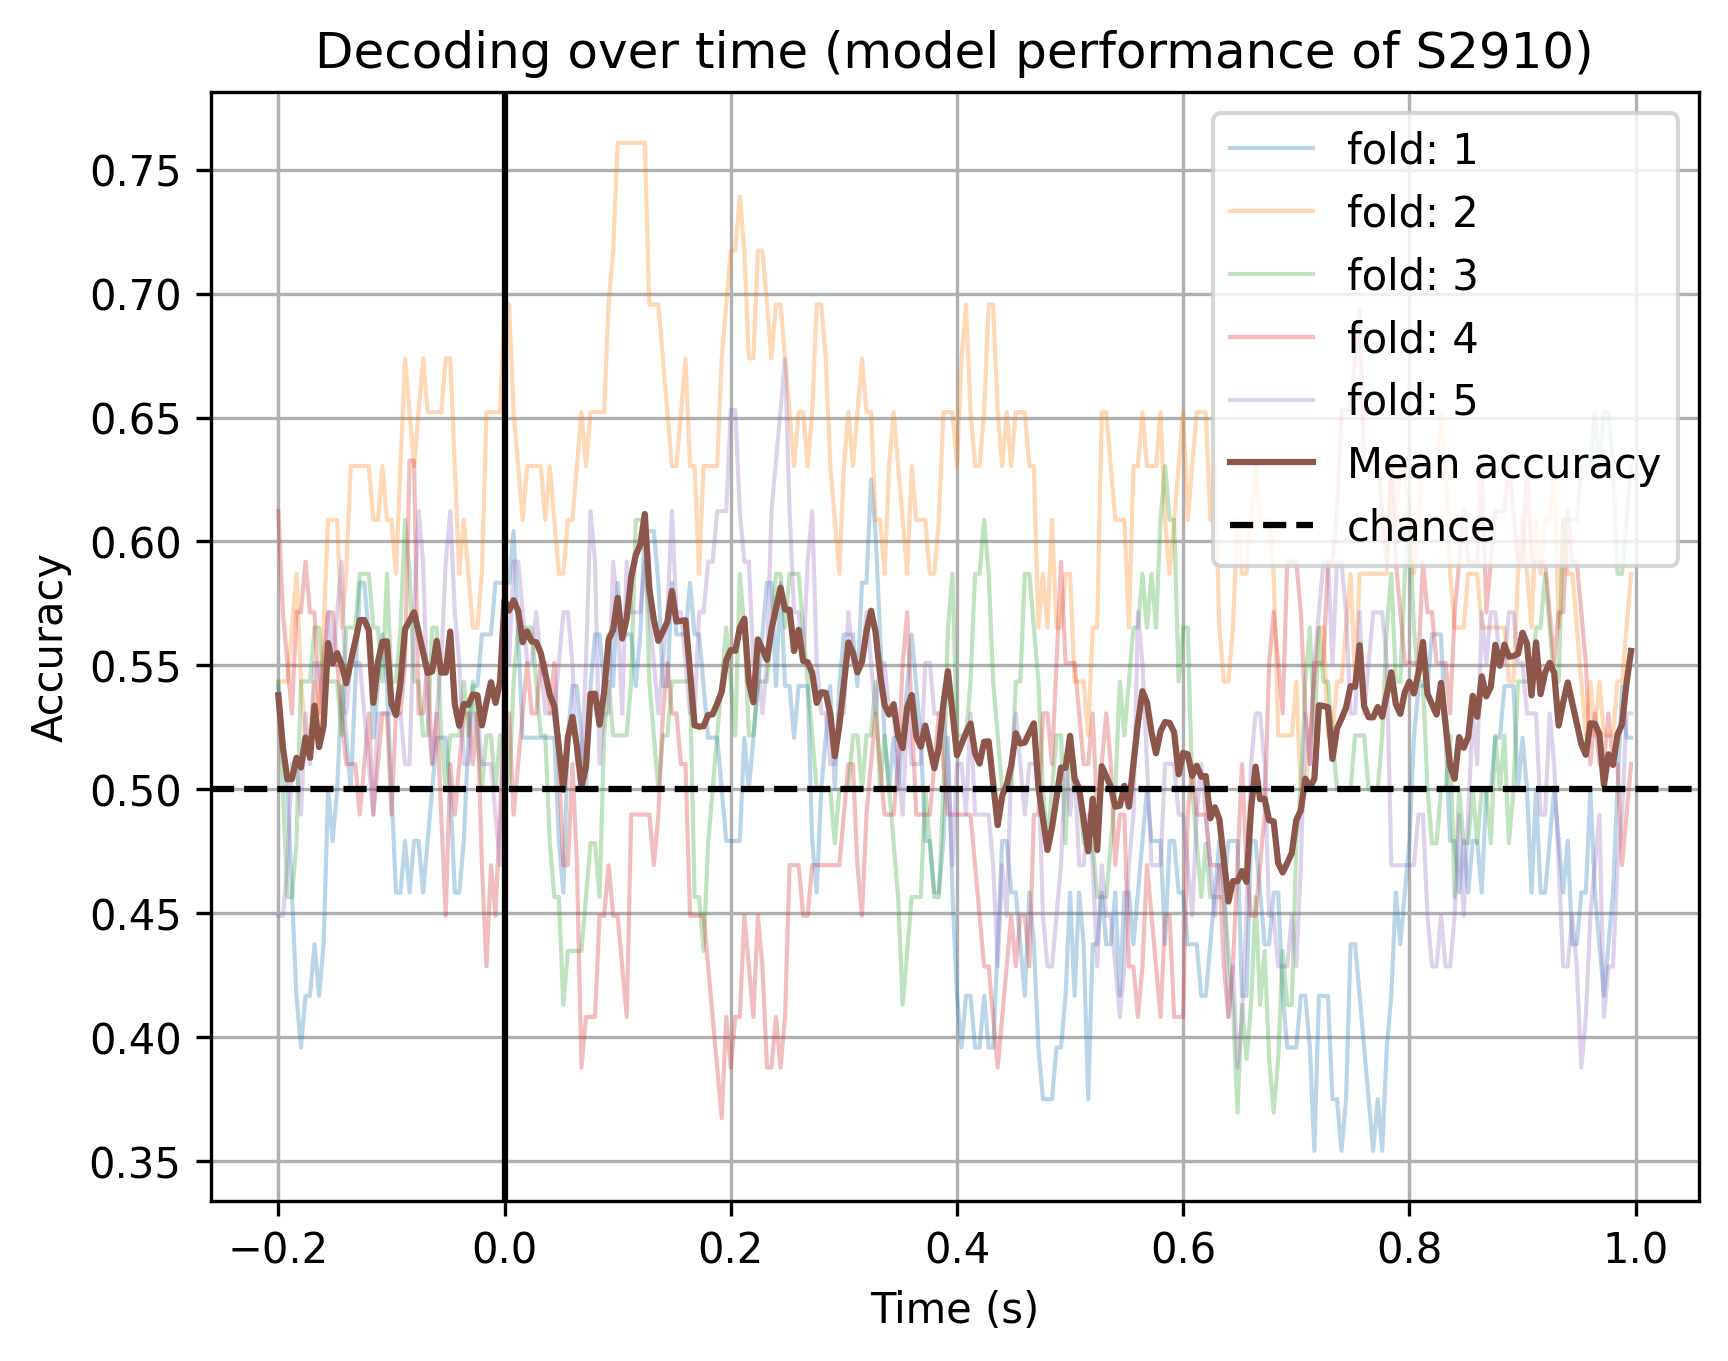 Decoding over time (model performance of S2910)
Accuracy
0.75
0.70
0.65
0.60
0.55
0.50
0.45
0.40
0.35
fold: 1
fold: 2
fold: 3
fold: 4
fold: 5
Mean accuracy
chance
−0.2
0.0
0.2
0.4
0.6
0.8
1.0
Time (s)